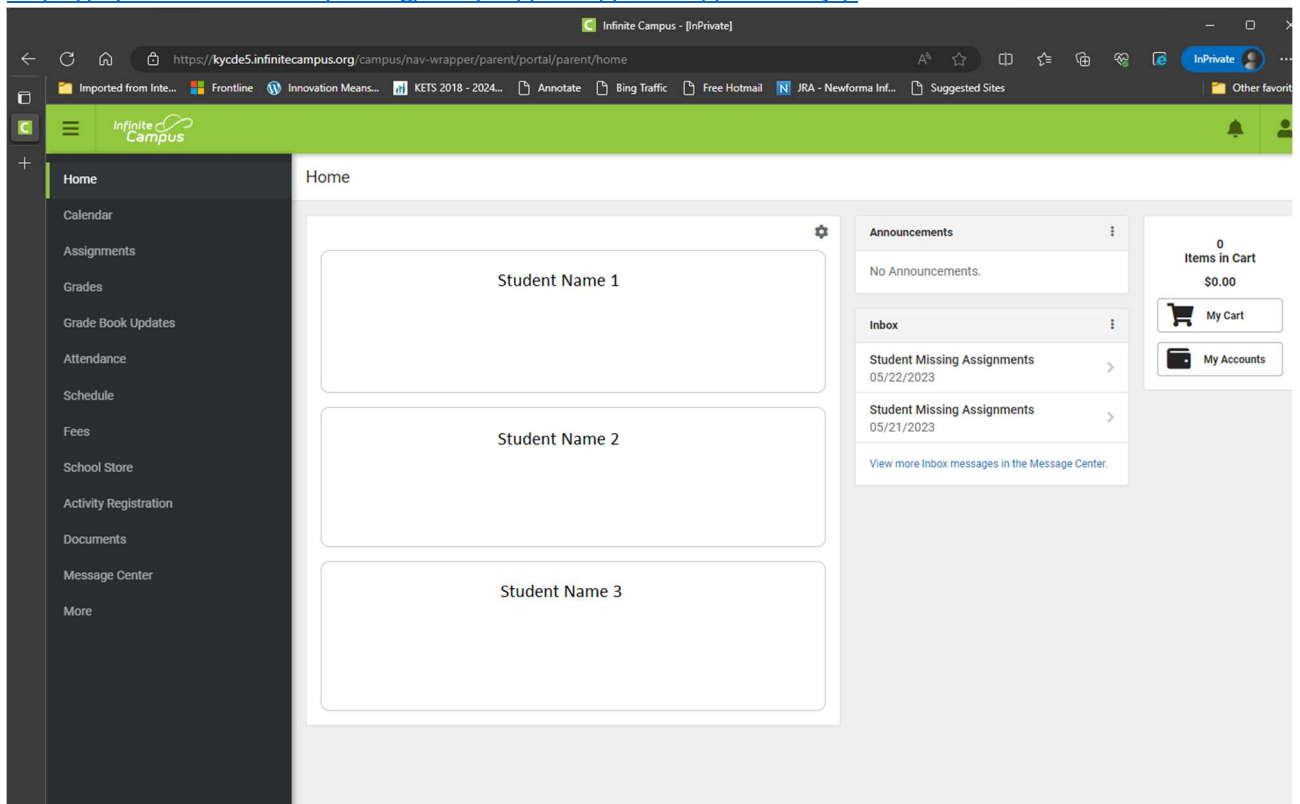 Infinite Campus - [InPrivate]
https://kycde5.infinitecampus.org/campus/nav-wrapper/parent/portal/parent/home
InPrivate
Imported from Inte...
Frontline
Innovation Means...
KETS 2018 - 2024...
Annotate
Bing Traffic
Free Hotmail
JRA - Newforma Inf...
Suggested Sites
Other favorit
Infinite
Campus
Home
Calendar
Assignments
Grades
Grade Book Updates
Attendance
Schedule
Fees
School Store
Activity Registration
Documents
Message Center
More
Home
Student Name 1
Student Name 2
Student Name 3
Announcements
No Announcements.
Inbox
Student Missing Assignments
05/22/2023
Student Missing Assignments
05/21/2023
View more Inbox messages in the Message Center.
0
Items in Cart
$0.00
My Cart
My Accounts